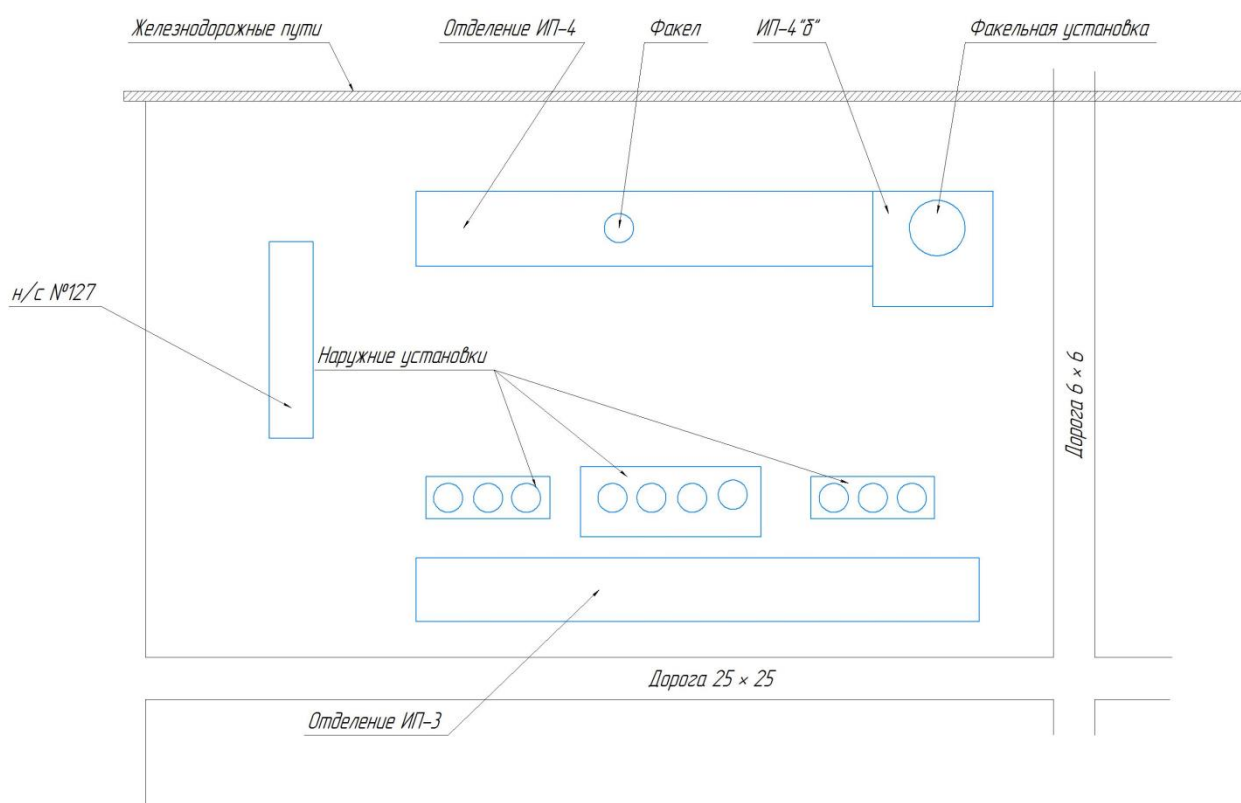 Железнодорожные пути
Отделение ИП-4
Факел
ИП-4"б"
Факельная установка
н/с №127
Наружние установки
Дорога 6 × 6
Дорога 25 × 25
Отделение ИП-3